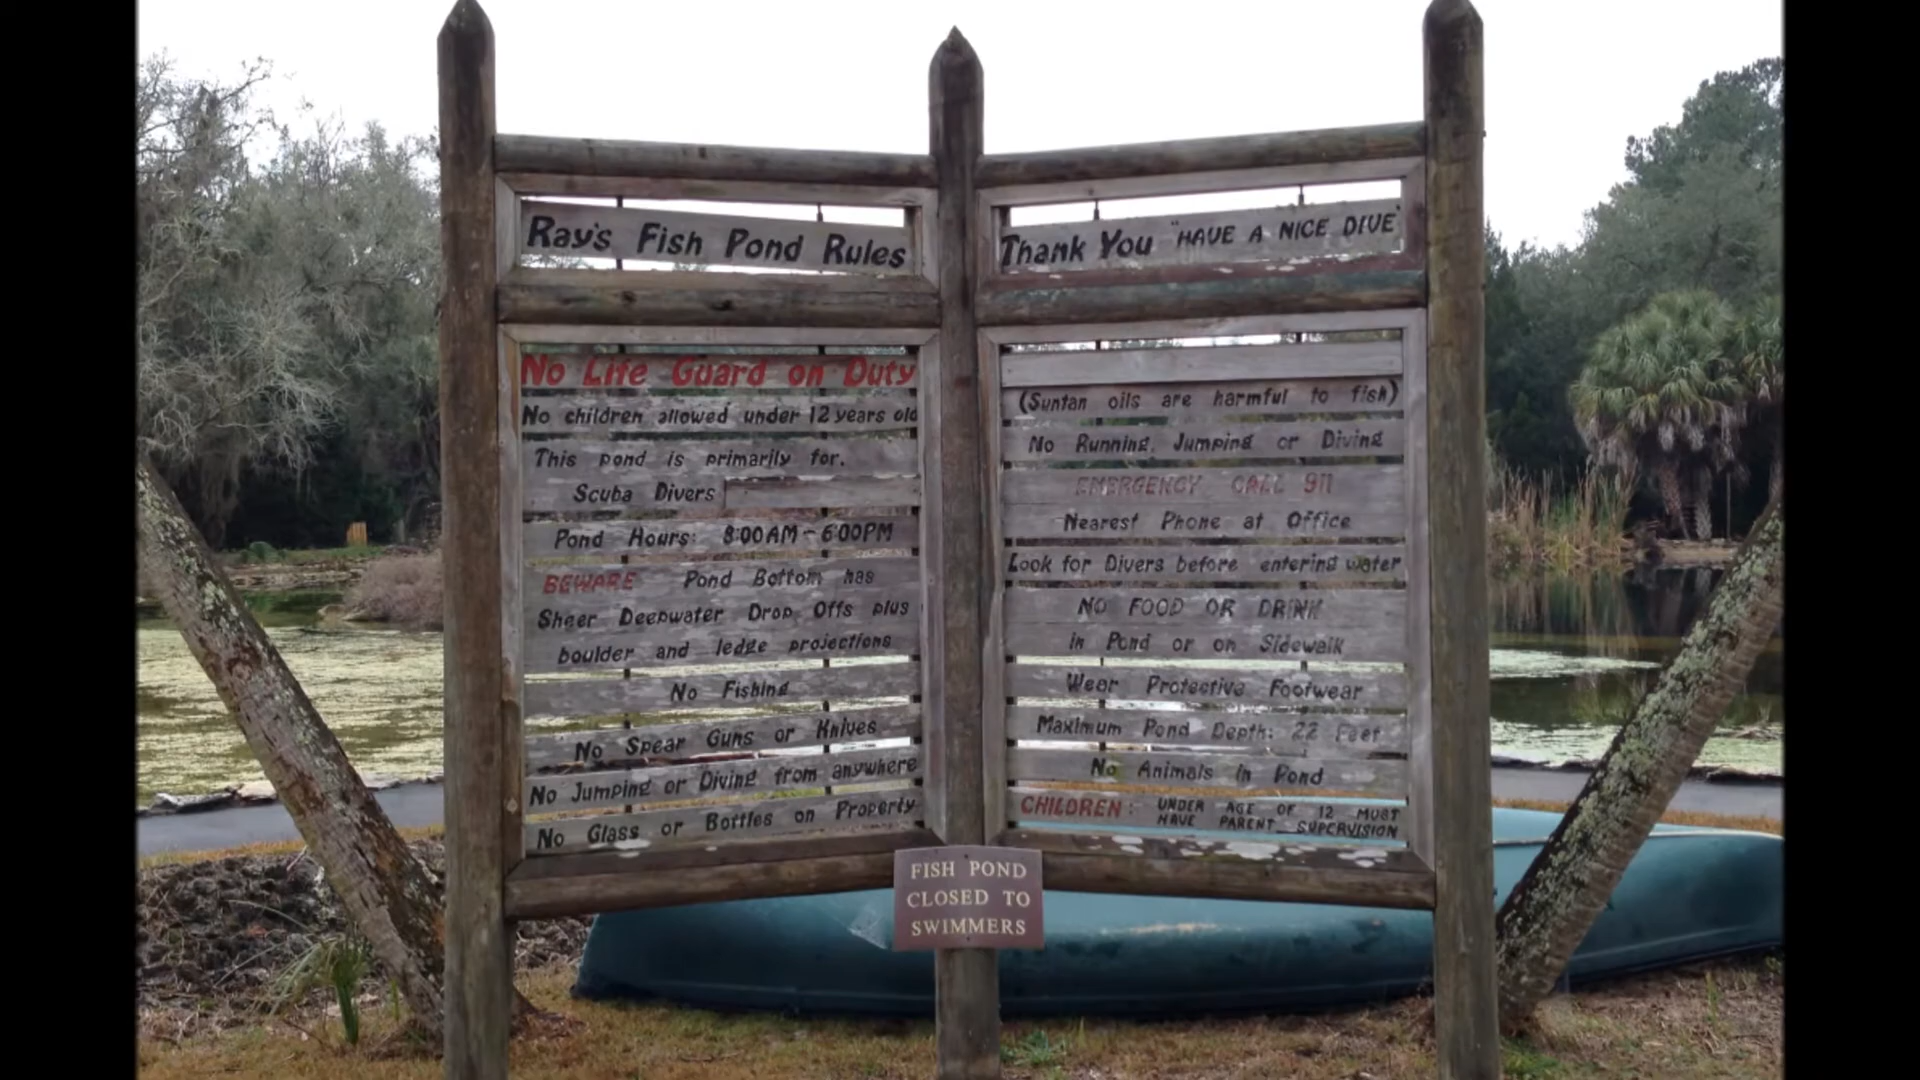 Ray's Fish Pond Rules
No Life Guard on Duty
No children allowed under 12 years old
This pond is primarily for.
Scuba Divers
Pond Hours: 8:00AM - 6:00PM
BEWARE Pond Bottom has
Sheer Deepwater Drop Offs plus
boulder and ledge projections
No Fishing
No Spear Guns or Knives
No Jumping or Diving from anywhere
No Glass or Bottles on Property
Thank You "HAVE A NICE DIVE"
(Suntan oils are harmful to fish)
No Running, Jumping or Diving
EMERGENCY CALL 911
Nearest Phone at Office
Look for Divers before entering water
NO FOOD OR DRINK
in Pond or on Sidewalk
Wear Protective Footwear
Maximum Pond Depth: 22 Feet
No Animals in Pond
CHILDREN: UNDER AGE OF 12 MUST
HAVE PARENT SUPERVISION
FISH POND
CLOSED TO
SWIMMERS